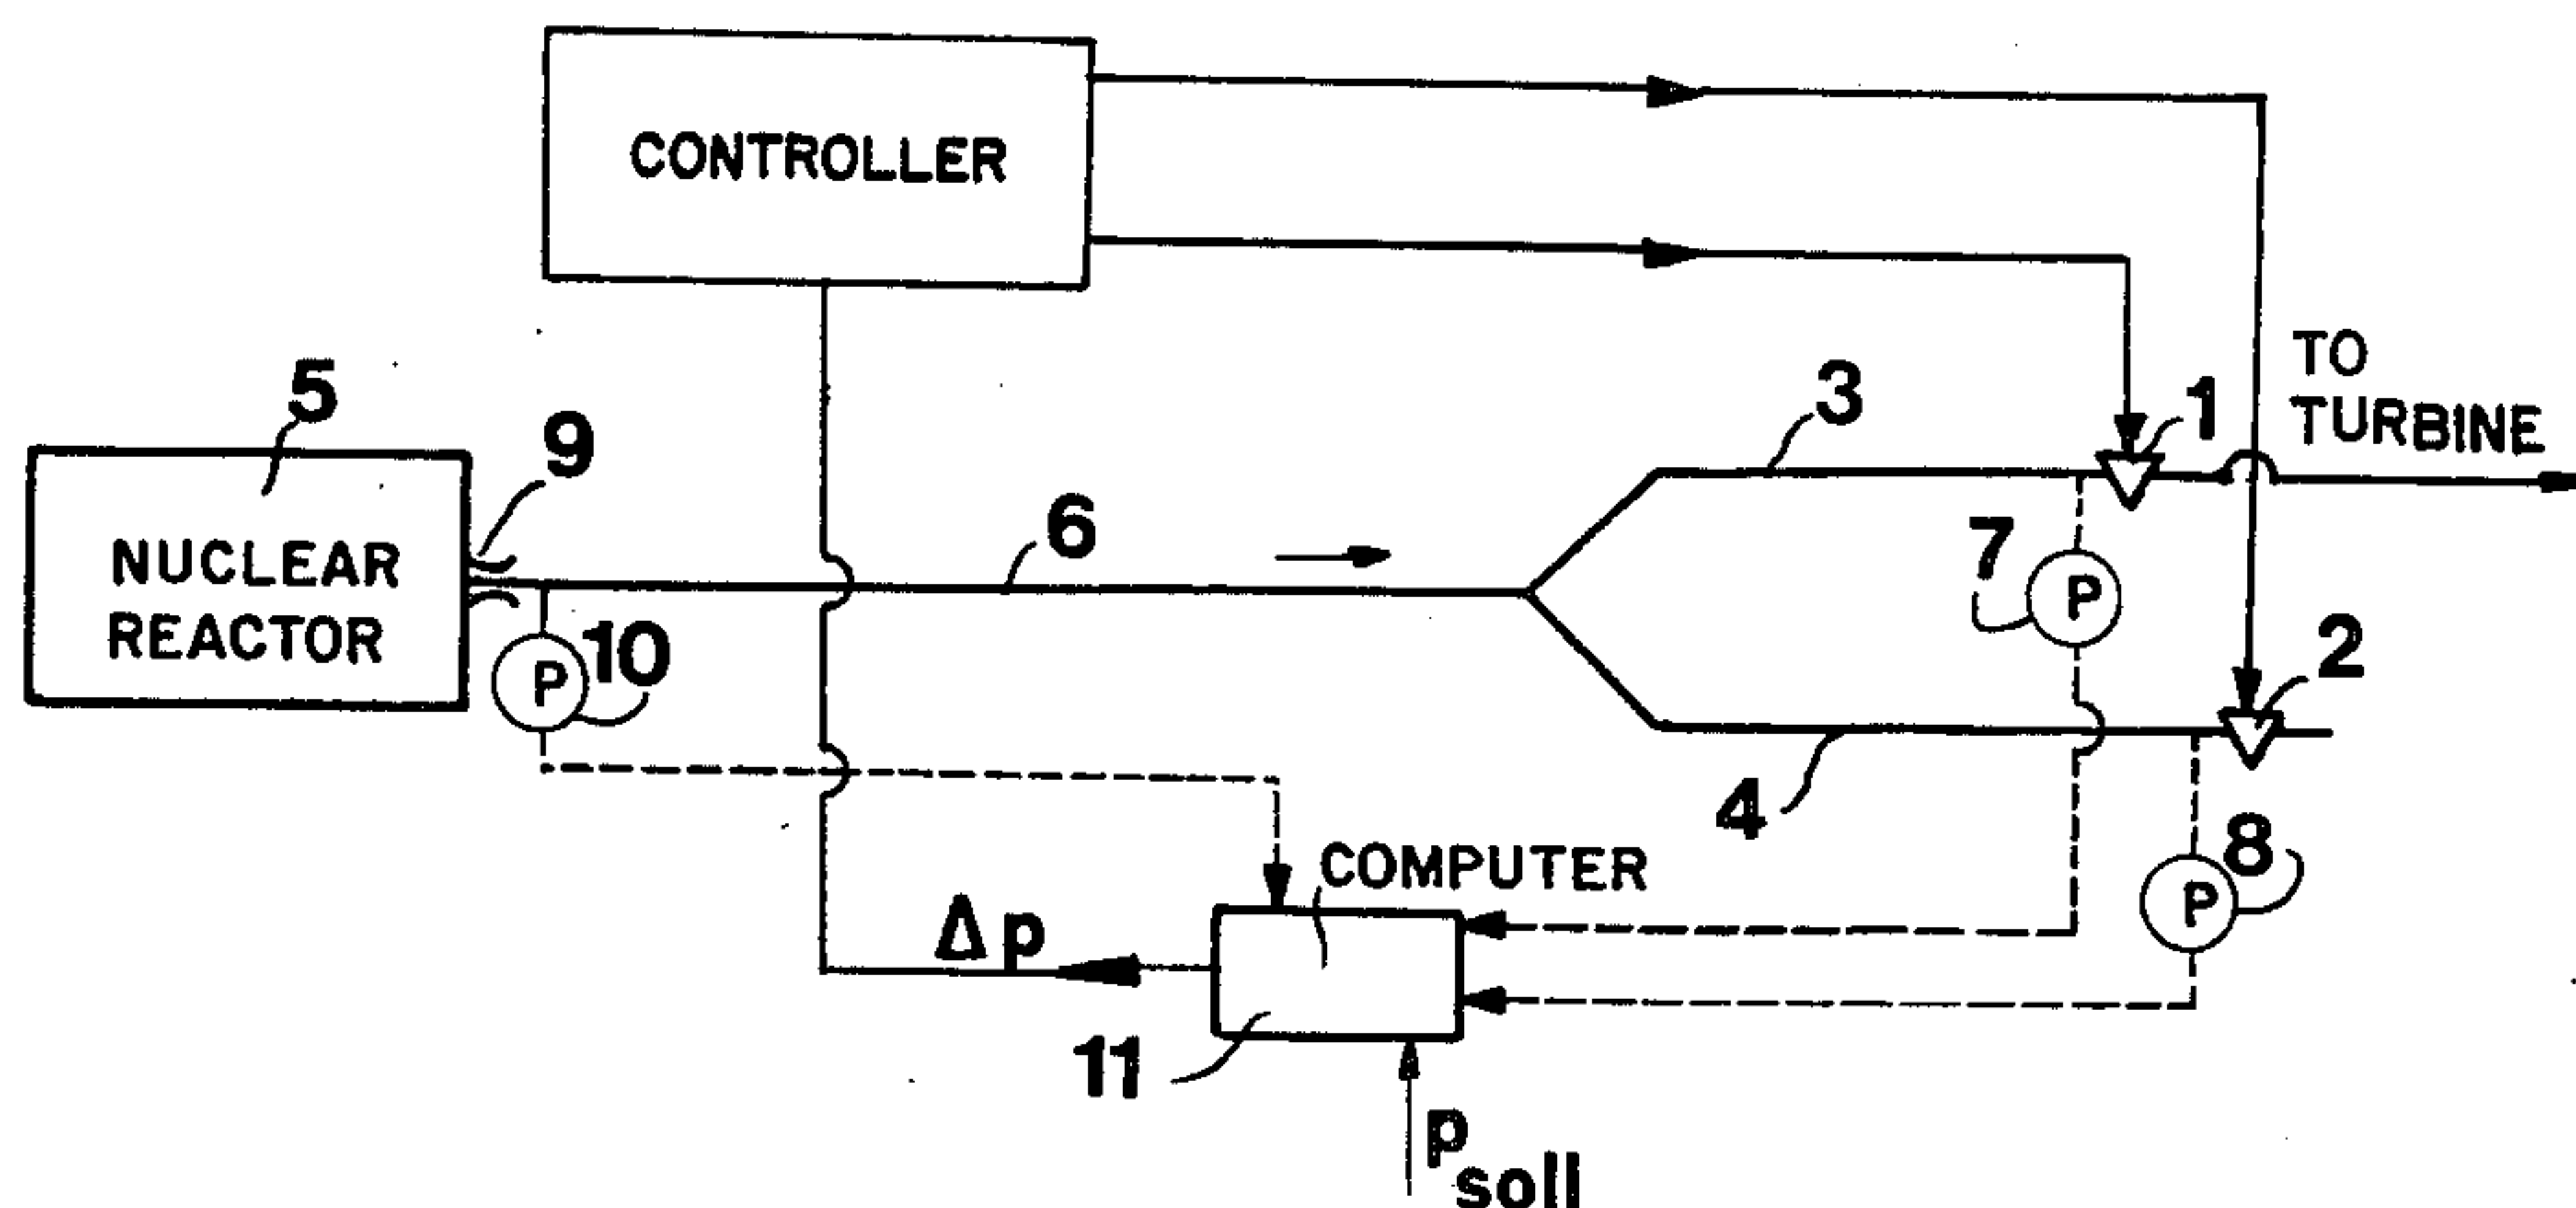 CONTROLLER
TO
TURBINE
5
9
3
1
6
7
NUCLEAR
REACTOR
P
10
P
2
4
8
COMPUTER
P
Δp
11
p
soll